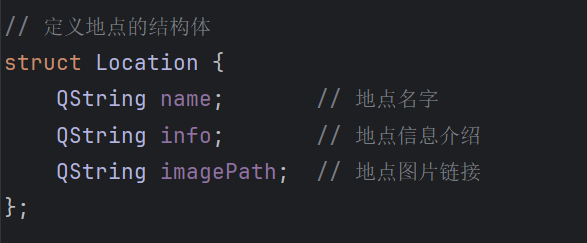 // 定义地点的结构体
struct Location {
    QString name;       // 地点名字
    QString info;       // 地点信息介绍
    QString imagePath;  // 地点图片链接
};